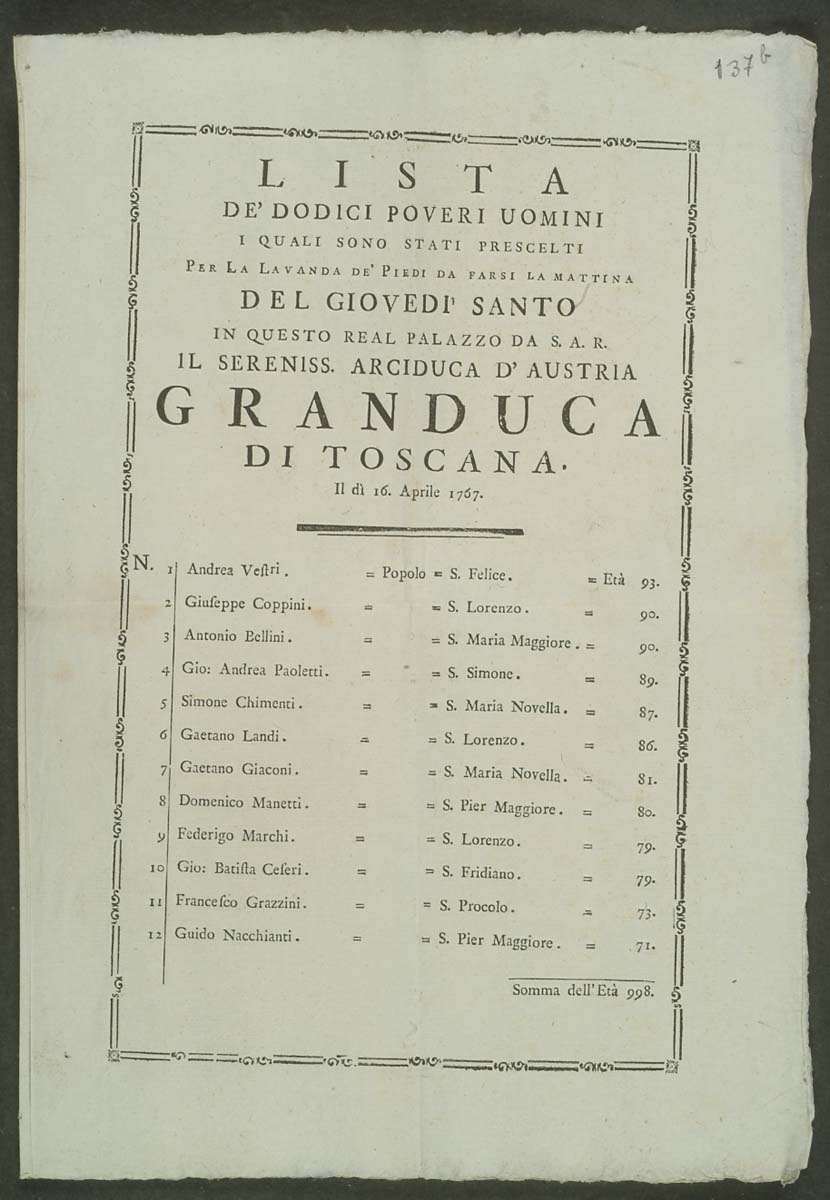 137 b
LISTA
DE' DODICI POVERI UOMINI
I QUALI SONO STATI PRESCELTI
PER LA LAVANDA DE' PIEDI DA FARSI LA MATTINA
DEL GIOVEDI' SANTO
IN QUESTO REAL PALAZZO DA S. A. R.
IL SERENISS. ARCIDUCA D' AUSTRIA
GRANDUCA
DI TOSCANA.
Il dì 16. Aprile 1767.
N. 1 Andrea Veſtri. = Popolo = S. Felice. = Età 93.
2 Giuſeppe Coppini. = = S. Lorenzo. = 90.
3 Antonio Bellini. = = S. Maria Maggiore. = 90.
4 Gio: Andrea Paoletti. = = S. Simone. = 89.
5 Simone Chimenti. = = S. Maria Novella. = 87.
6 Gaetano Landi. = = S. Lorenzo. = 86.
7 Gaetano Giaconi. = = S. Maria Novella. = 81.
8 Domenico Manetti. = = S. Pier Maggiore. = 80.
9 Federigo Marchi. = = S. Lorenzo. = 79.
10 Gio: Batiſta Ceſeri. = = S. Fridiano. = 79.
11 Franceſco Grazzini. = = S. Procolo. = 73.
12 Guido Nacchianti. = = S. Pier Maggiore. = 71.
Somma dell'Età 998.